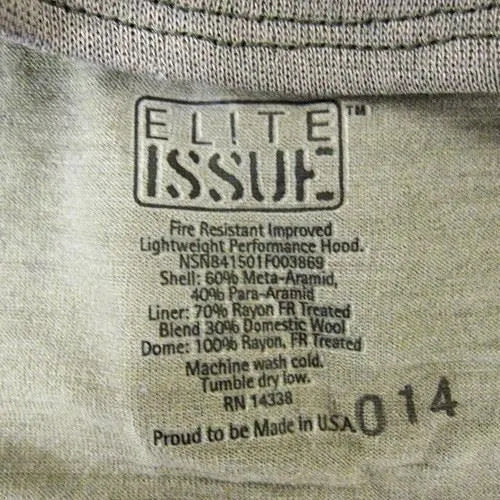 ELITE
ISSUE™
Fire Resistant Improved
Lightweight Performance Hood.
NSN841501F003869
Shell: 60% Meta-Aramid,
40% Para-Aramid
Liner: 70% Rayon FR Treated
Blend 30% Domestic Wool
Dome: 100% Rayon, FR Treated
Machine wash cold.
Tumble dry low.
RN 14338
Proud to be Made in USA
014